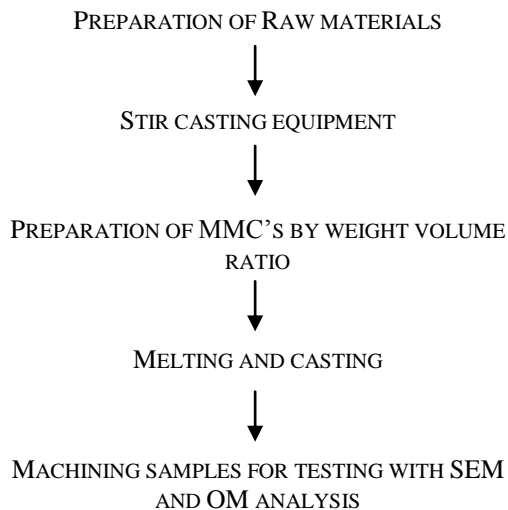 PREPARATION OF RAW MATERIALS
STIR CASTING EQUIPMENT
PREPARATION OF MMC'S BY WEIGHT VOLUME
RATIO
MELTING AND CASTING
MACHINING SAMPLES FOR TESTING WITH SEM
AND OM ANALYSIS